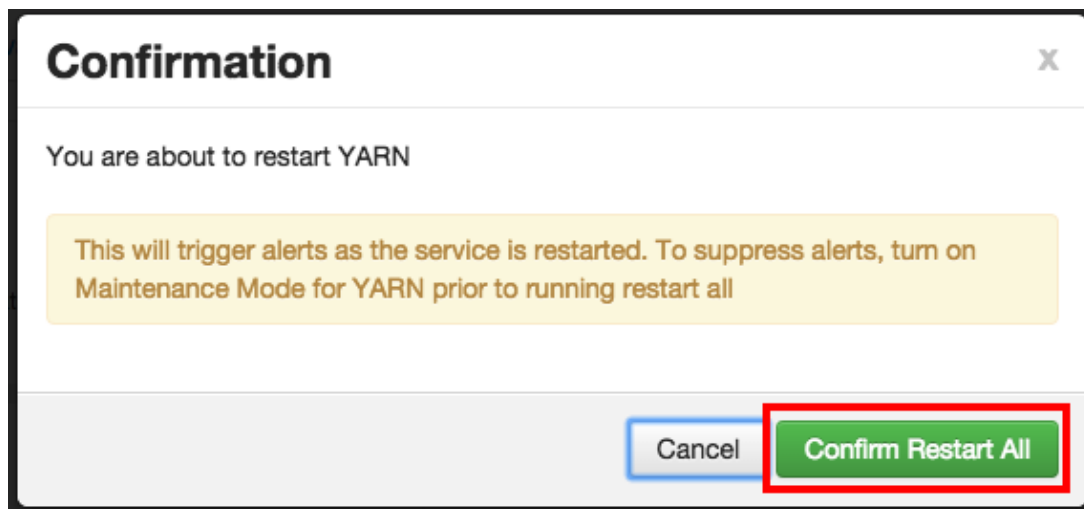 Confirmation
x
You are about to restart YARN
This will trigger alerts as the service is restarted. To suppress alerts, turn on
Maintenance Mode for YARN prior to running restart all
Cancel
Confirm Restart All